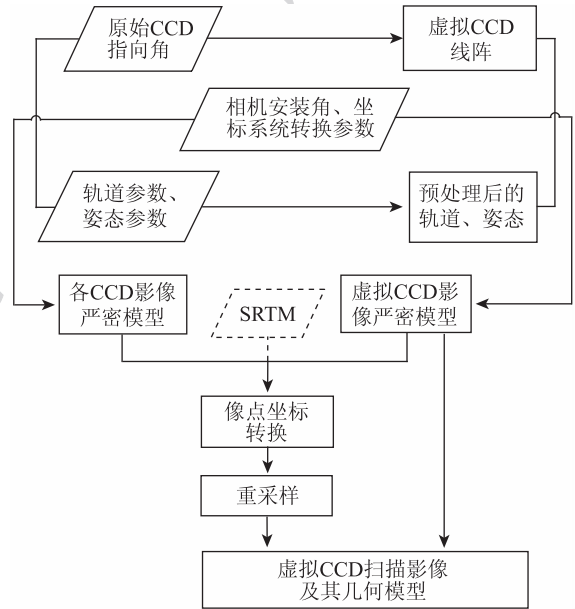 原始CCD
指向角
虚拟CCD
线阵
相机安装角、坐
标系统转换参数
轨道参数、
姿态参数
预处理后的
轨道、姿态
各CCD影像
严密模型
SRTM
虚拟CCD影
像严密模型
像点坐标
转换
重采样
虚拟CCD扫描影像
及其几何模型